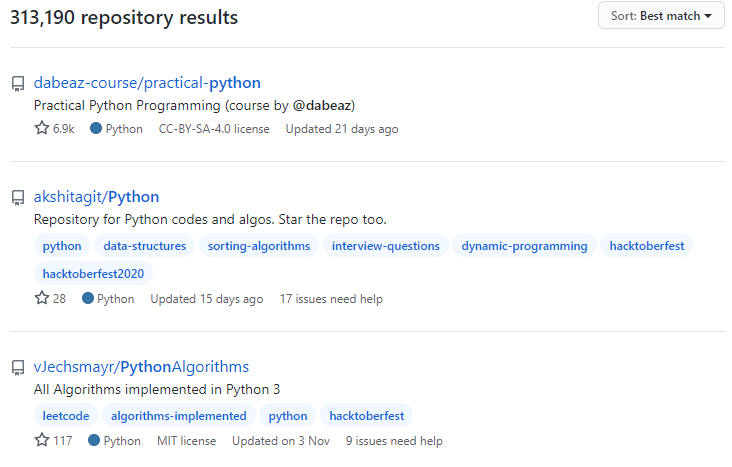 313,190 repository results
Sort: Best match
dabeaz-course/practical-python
Practical Python Programming (course by @dabeaz)
6.9k Python CC-BY-SA-4.0 license Updated 21 days ago
akshitagit/Python
Repository for Python codes and algos. Star the repo too.
python data-structures sorting-algorithms interview-questions dynamic-programming hacktoberfest
hacktoberfest2020
28 Python Updated 15 days ago 17 issues need help
vJechsmayr/PythonAlgorithms
All Algorithms implemented in Python 3
leetcode algorithms-implemented python hacktoberfest
117 Python MIT license Updated on 3 Nov 9 issues need help